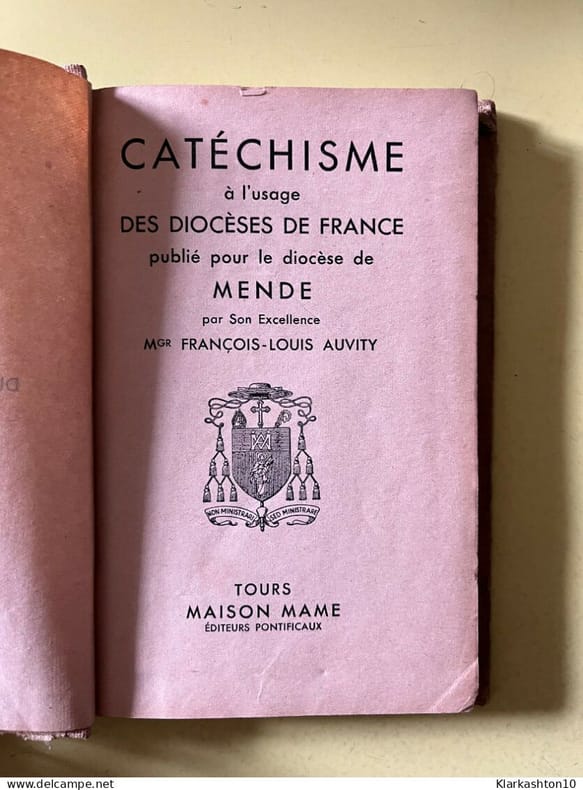 CATÉCHISME
à l'usage
DES DIOCÈSES DE FRANCE
publié pour le diocèse de
MENDE
par Son Excellence
MGR FRANÇOIS-LOUIS AUVITY
NON MINISTRARI SED MINISTRARE
TOURS
MAISON MAME
ÉDITEURS PONTIFICAUX
www.delcampe.net
Klarkashton10